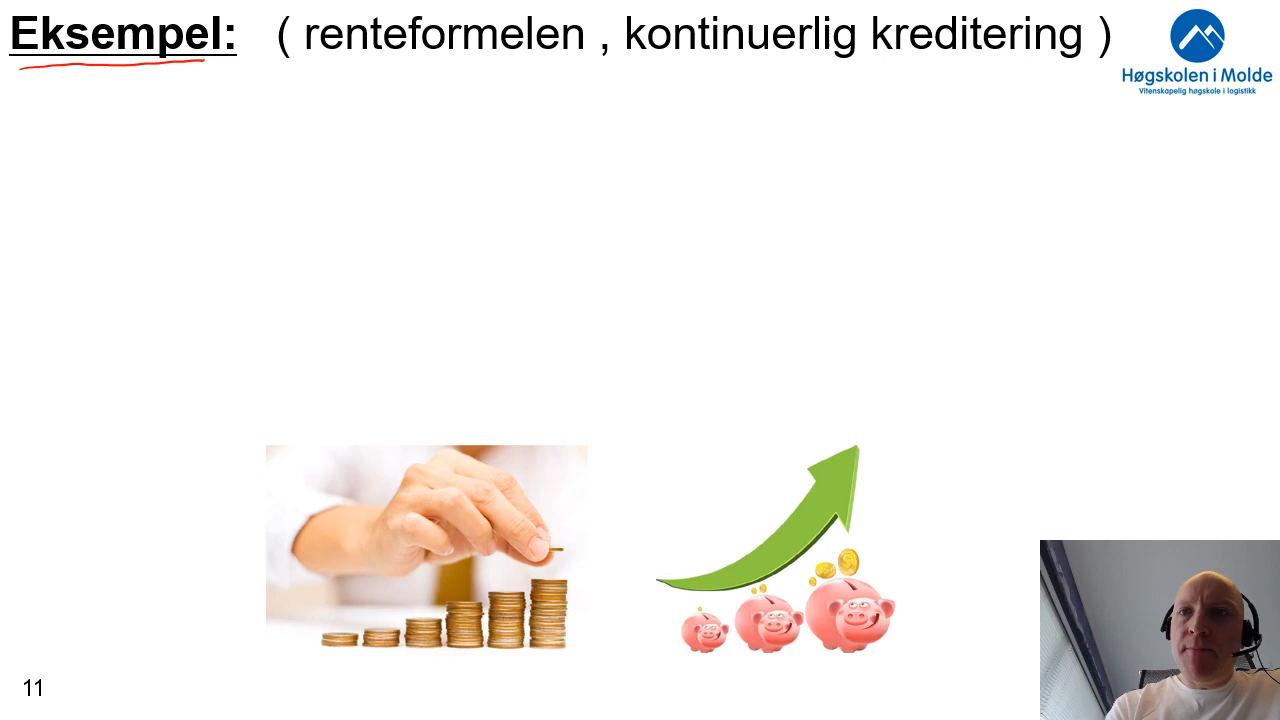 Eksempel: ( renteformelen , kontinuerlig kreditering )
Høgskolen i Molde
Vitenskapelig høgskole i logistikk
11